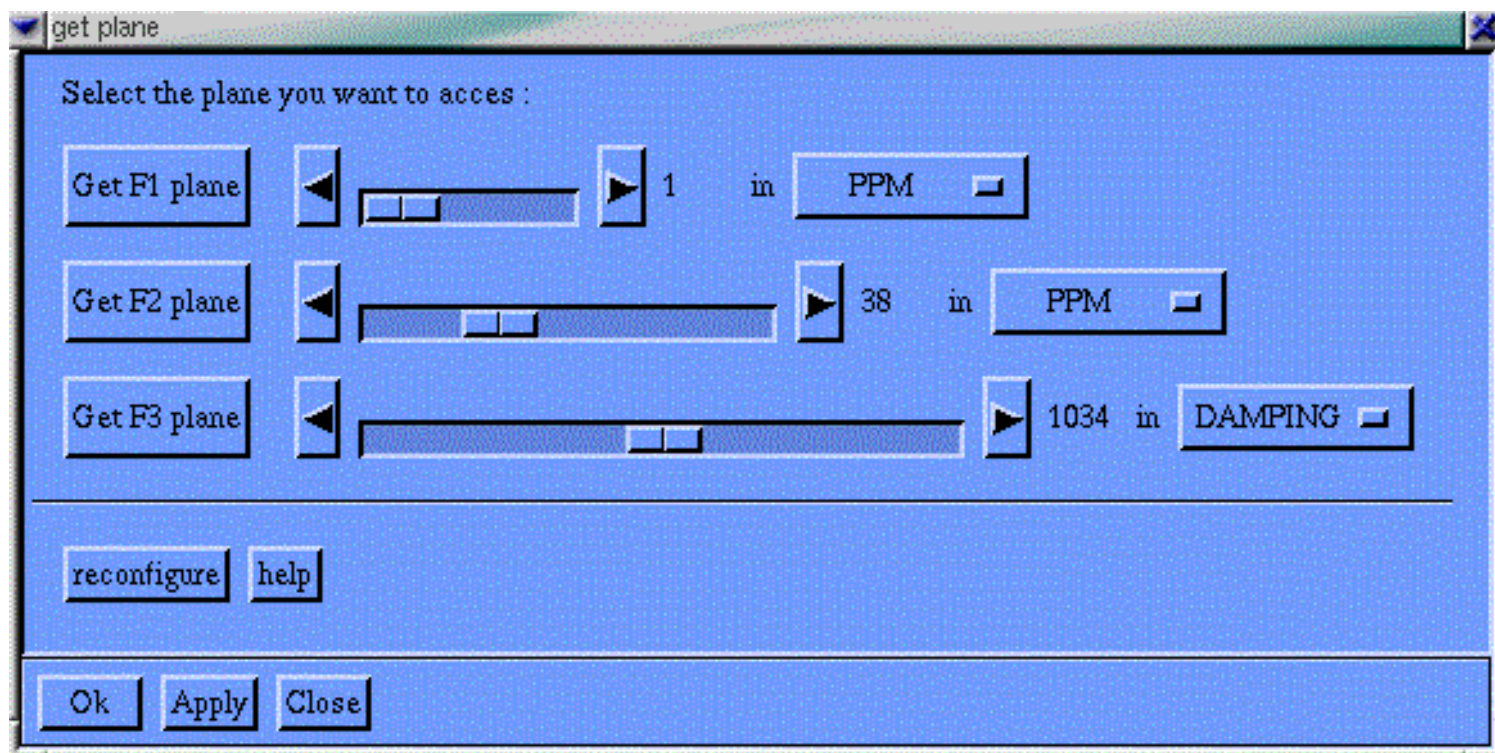 get plane
Select the plane you want to acces :
Get F1 plane 1 in PPM
Get F2 plane 38 in PPM
Get F3 plane 1034 in DAMPING
reconfigure help
Ok Apply Close